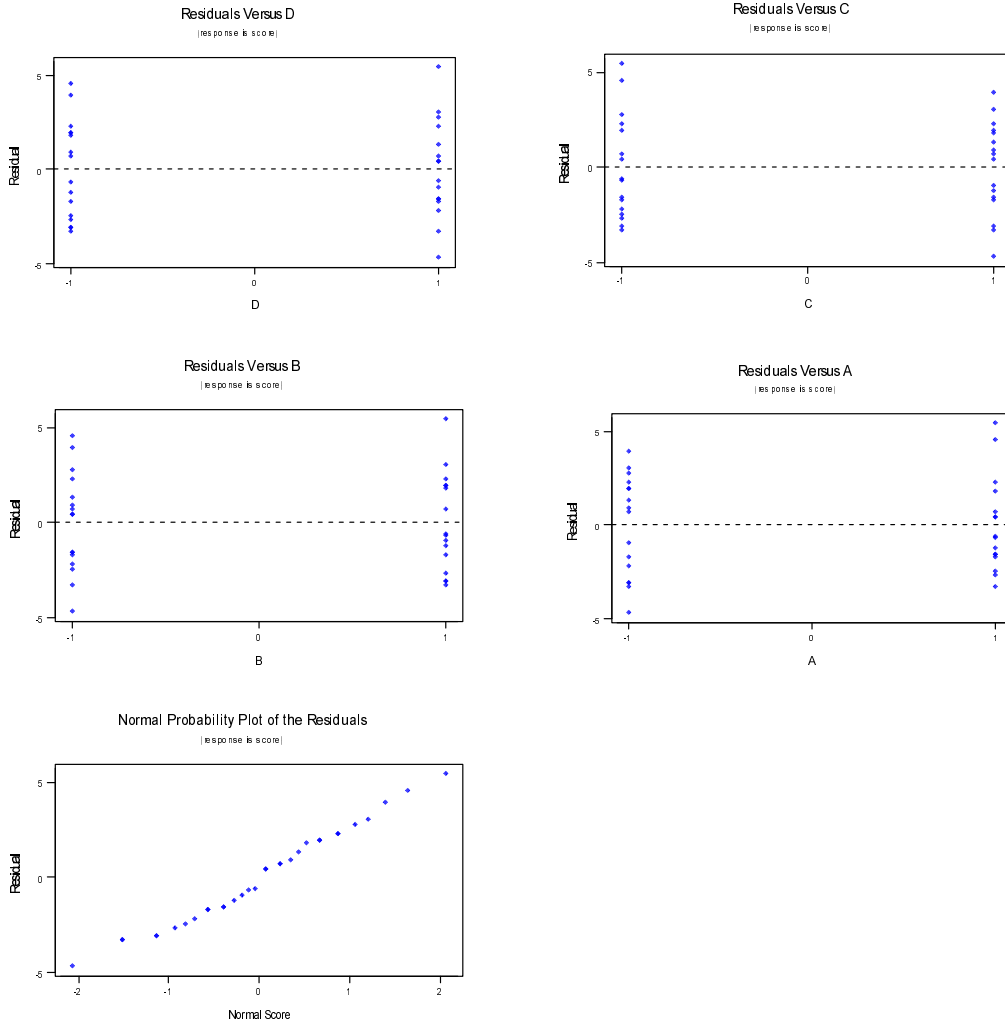 Residuals Versus D
(response is score)
5
0
-5
Residual
-1
0
1
D
Residuals Versus C
(response is score)
5
0
-5
Residual
-1
0
1
C
Residuals Versus B
(response is score)
5
0
-5
Residual
-1
0
1
B
Residuals Versus A
(response is score)
5
0
-5
Residual
-1
0
1
A
Normal Probability Plot of the Residuals
(response is score)
5
0
-5
Residual
-2
-1
0
1
2
Normal Score